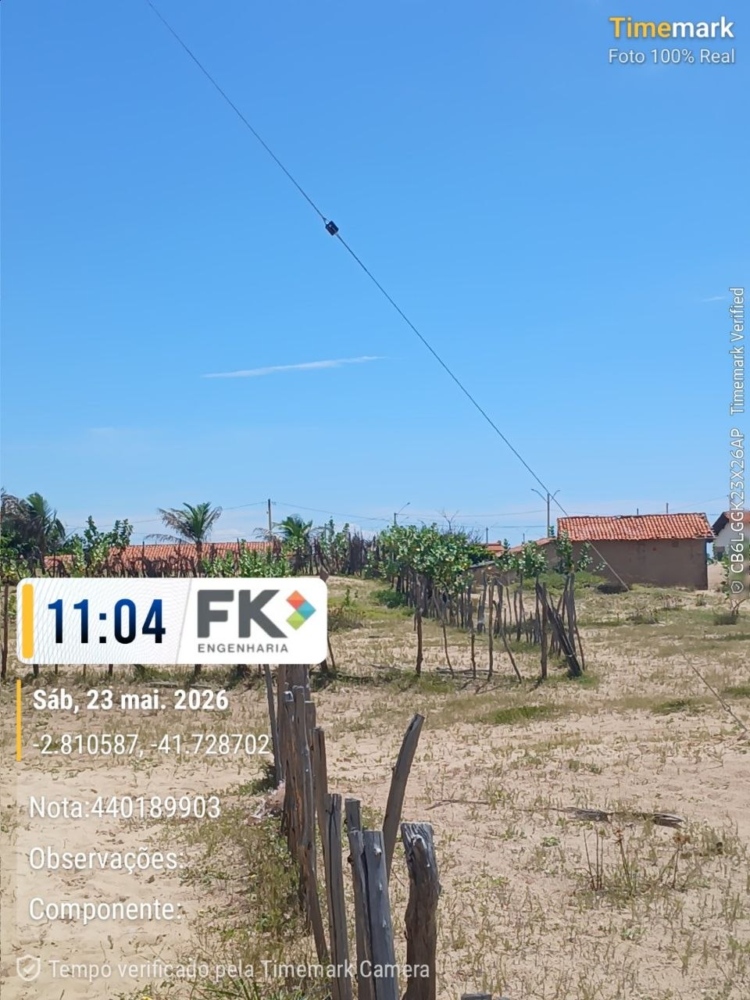 Timemark
Foto 100% Real
CB6LGGK23X26AP Timemark Verified
11:04
FK
ENGENHARIA
Sáb, 23 mai. 2026
-2.810587, -41.728702
Nota:440189903
Observações:
Componente:
Tempo verificado pela Timemark Camera